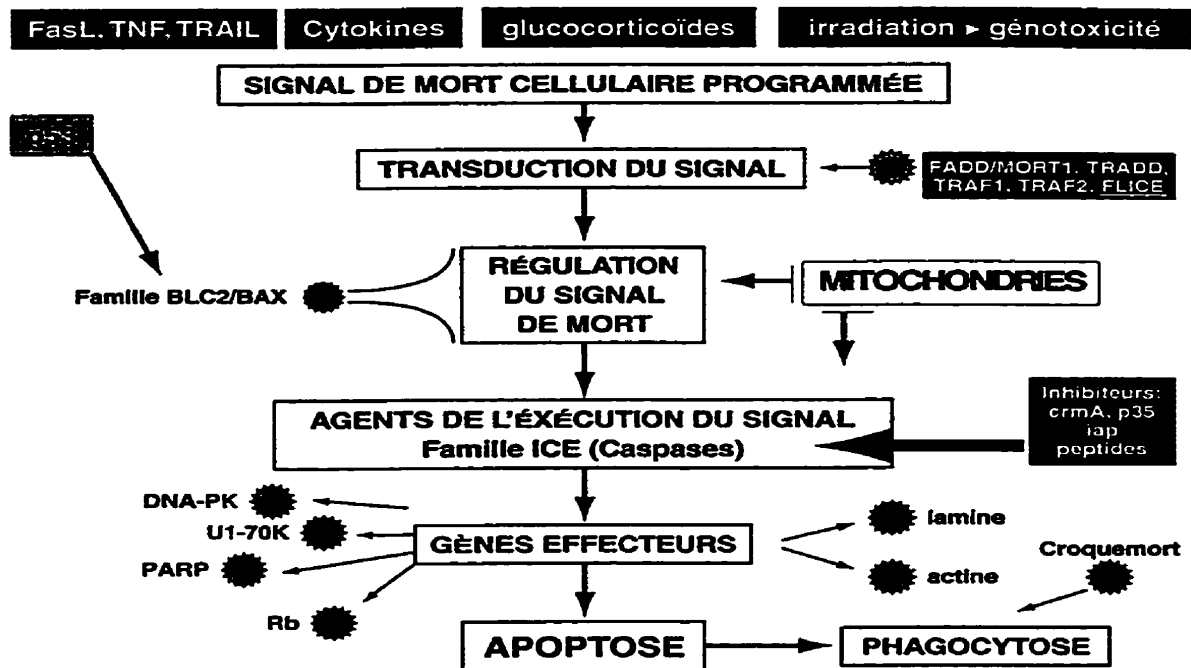 FasL, TNF, TRAIL
Cytokines
glucocorticoïdes
irradiation ▸ génotoxicité
SIGNAL DE MORT CELLULAIRE PROGRAMMÉE
p53
TRANSDUCTION DU SIGNAL
FADD/MORT1, TRADD,
TRAF1, TRAF2, FLICE
Famille BLC2/BAX
RÉGULATION
DU SIGNAL
DE MORT
MITOCHONDRIES
AGENTS DE L'ÉXÉCUTION DU SIGNAL
Famille ICE (Caspases)
Inhibiteurs:
crmA, p35
iap
peptides
DNA-PK
U1-70K
PARP
Rb
GÈNES EFFECTEURS
lamine
actine
Croquemort
APOPTOSE
PHAGOCYTOSE